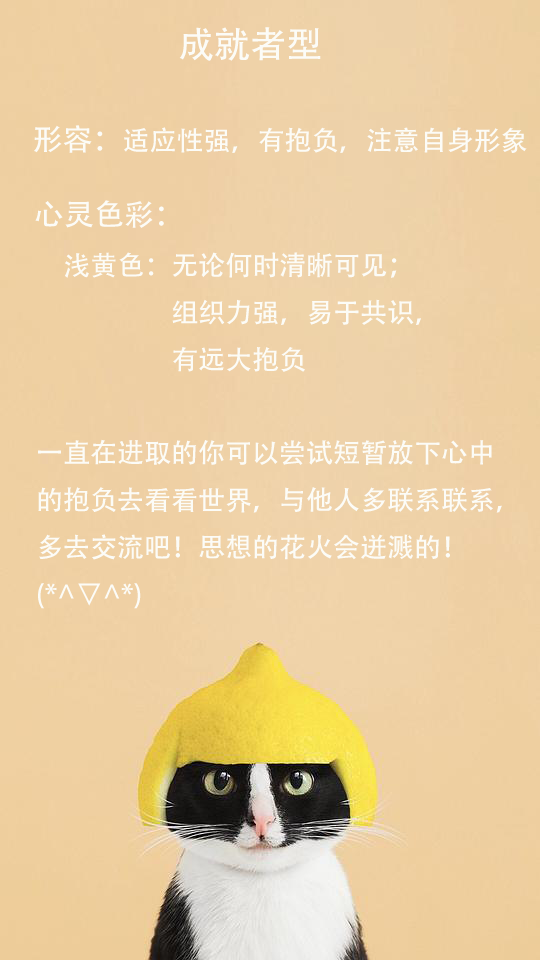 成就者型
形容：适应性强，有抱负，注意自身形象
心灵色彩：
浅黄色：无论何时清晰可见；
组织力强，易于共识，
有远大抱负
一直在进取的你可以尝试短暂放下心中
的抱负去看看世界，与他人多联系联系，
多去交流吧！思想的花火会迸溅的！
(*^▽^*)